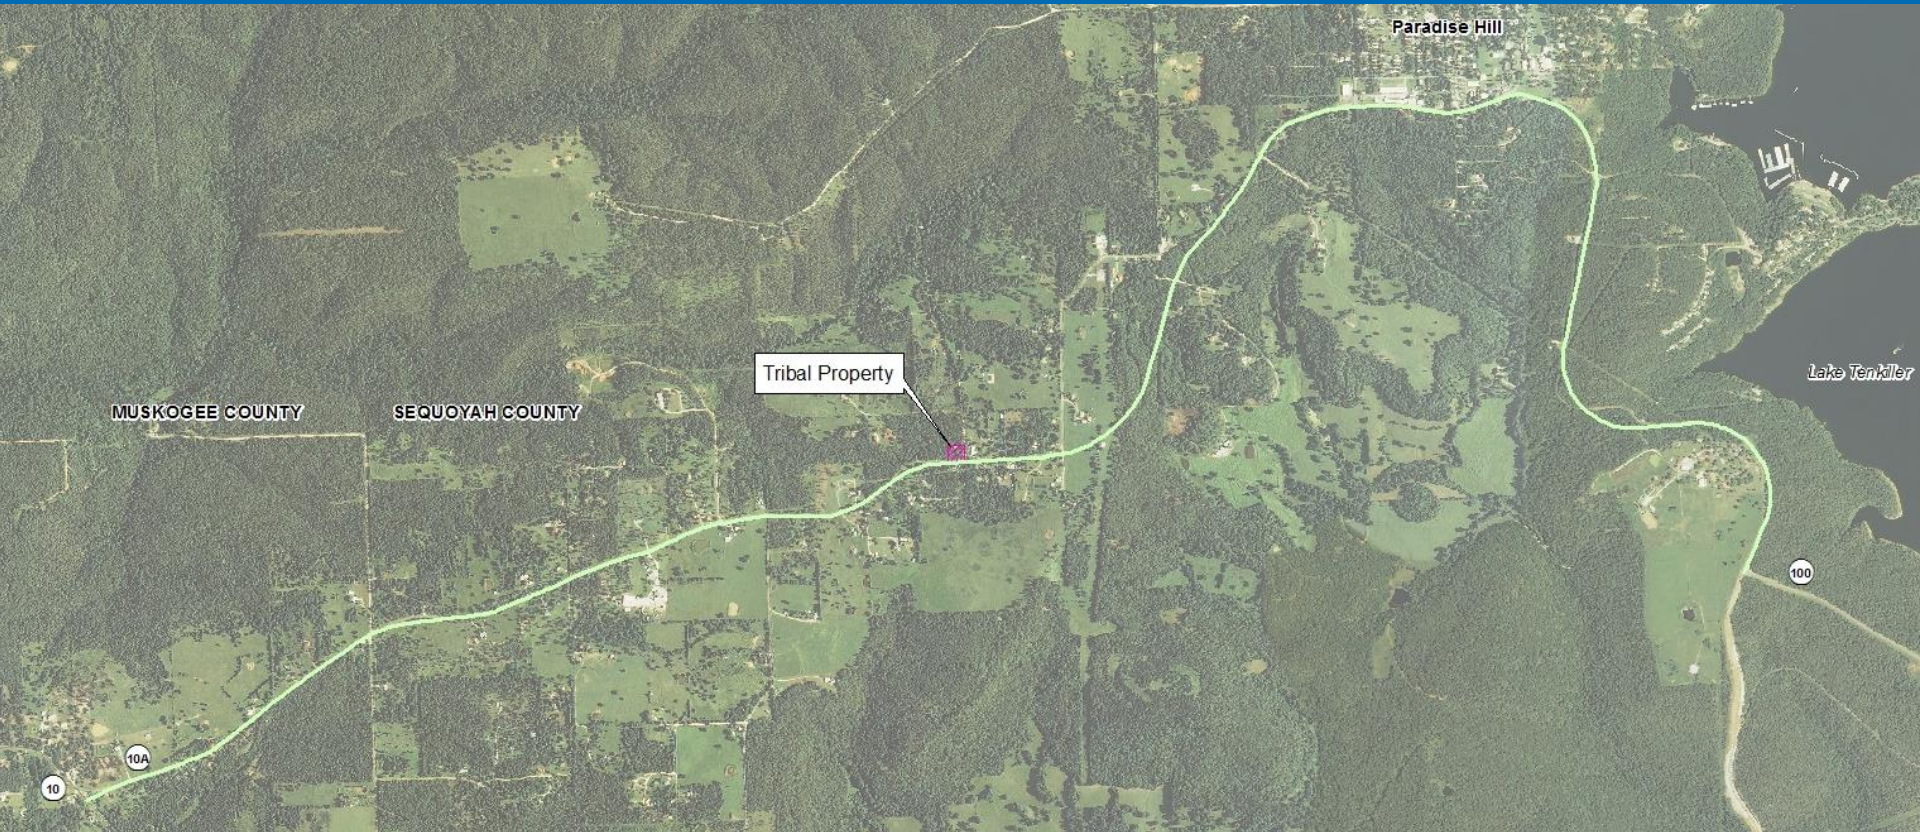 Paradise Hill
Tribal Property
Lake Tenkiller
MUSKOGEE COUNTY
SEQUOYAH COUNTY
100
10A
10